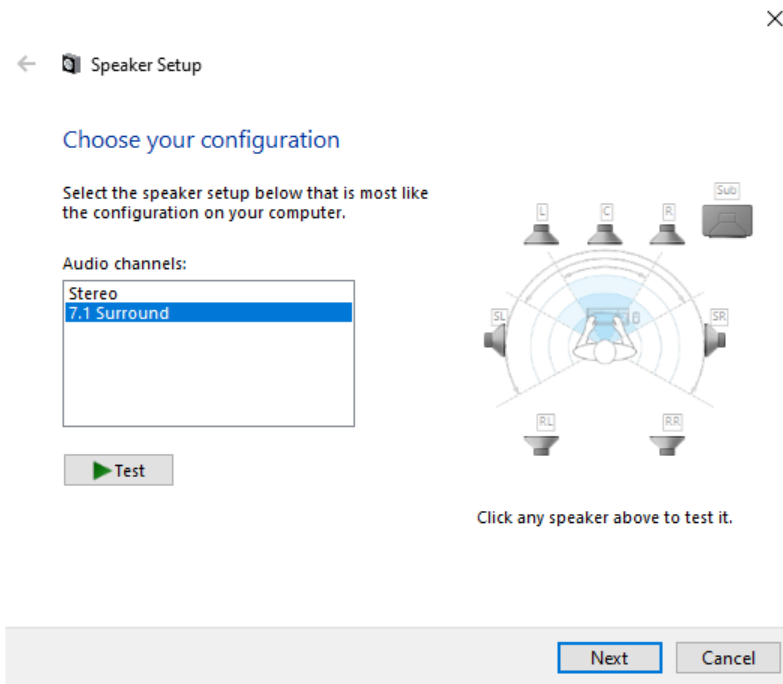 Speaker Setup
Choose your configuration
Select the speaker setup below that is most like
the configuration on your computer.
Audio channels:
Stereo
7.1 Surround
Test
Sub
L
C
R
SL
SR
RL
RR
Click any speaker above to test it.
Next
Cancel